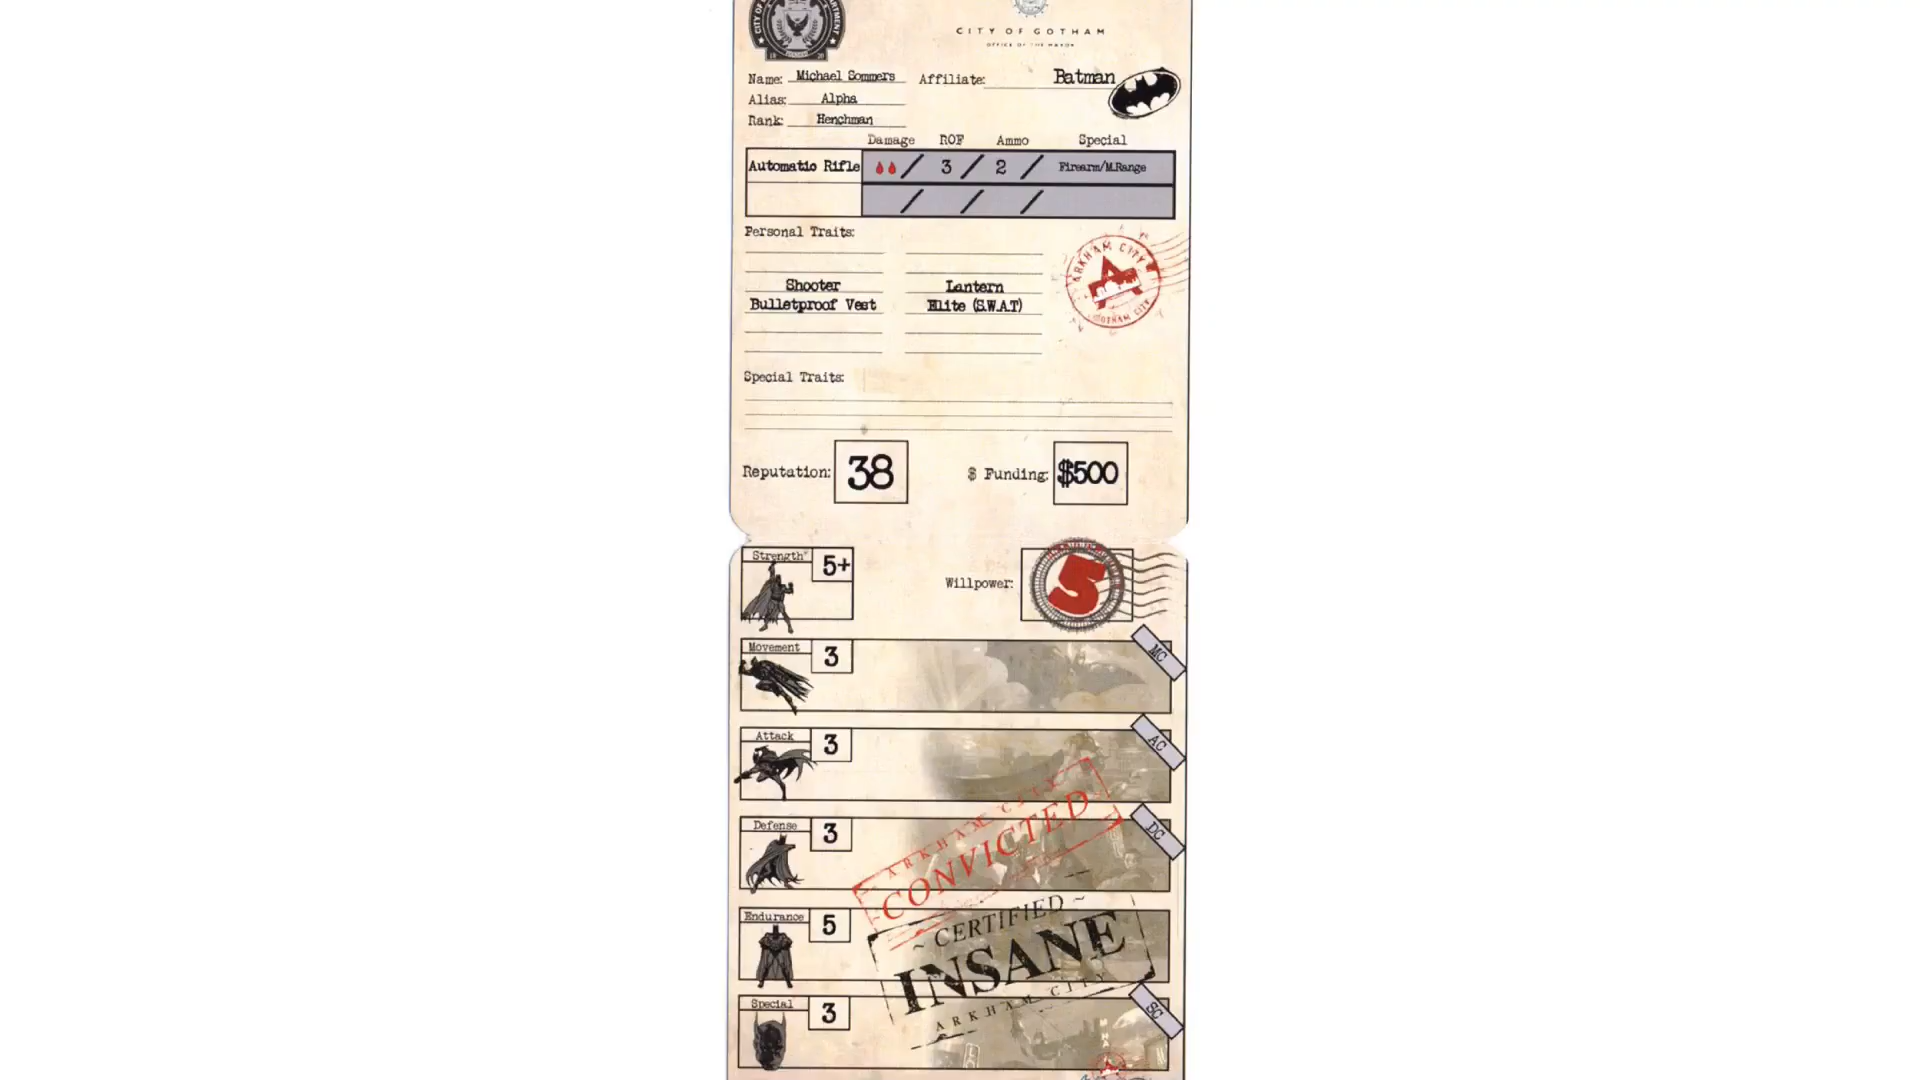 CITY OF GOTHAM
OFFICE OF THE MAYOR
Name: Michael Sommers Affiliate: Batman
Alias: Alpha
Rank: Henchman
Damage ROF Ammo Special
Automatic Rifle / 3 / 2 / Firearm/M.Range
/ / /
Personal Traits:
ARKHAM CITY
GOTHAM CITY
Shooter Lantern
Bulletproof Vest Elite (S.W.A.T)
Special Traits:
Reputation: 38 $ Funding: $500
Strength 5+
Willpower: 5
Movement 3 MC
Attack 3 AC
Defense 3 DC
ARKHAM CITY
CONVICTED
Endurance 5
~ CERTIFIED ~
INSANE
ARKHAM CITY
Special 3 SC